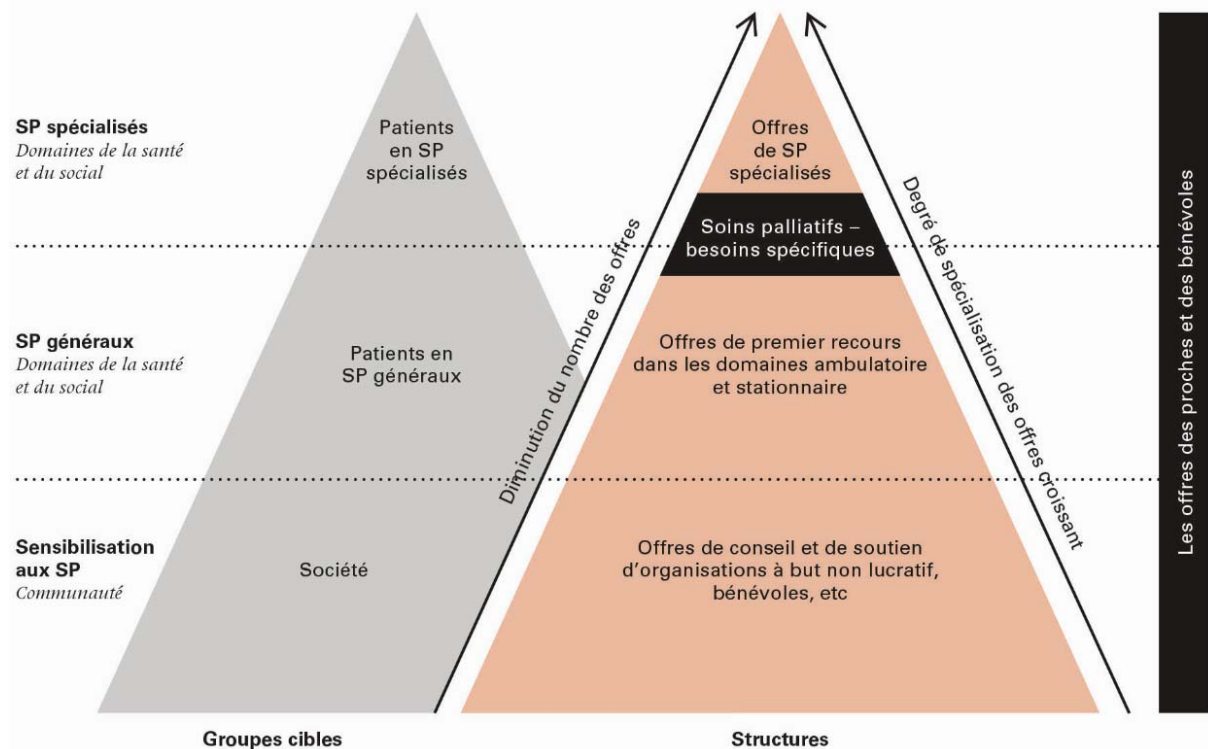 SP spécialisés
Domaines de la santé
et du social
Patients
en SP
spécialisés
Offres
de SP
spécialisés
Soins palliatifs –
besoins spécifiques
SP généraux
Domaines de la santé
et du social
Patients en
SP généraux
Diminution du nombre des offres
Offres de premier recours
dans les domaines ambulatoire
et stationnaire
Degré de spécialisation des offres croissant
Sensibilisation
aux SP
Communauté
Société
Offres de conseil et de soutien
d’organisations à but non lucratif,
bénévoles, etc
Les offres des proches et des bénévoles
Groupes cibles
Structures